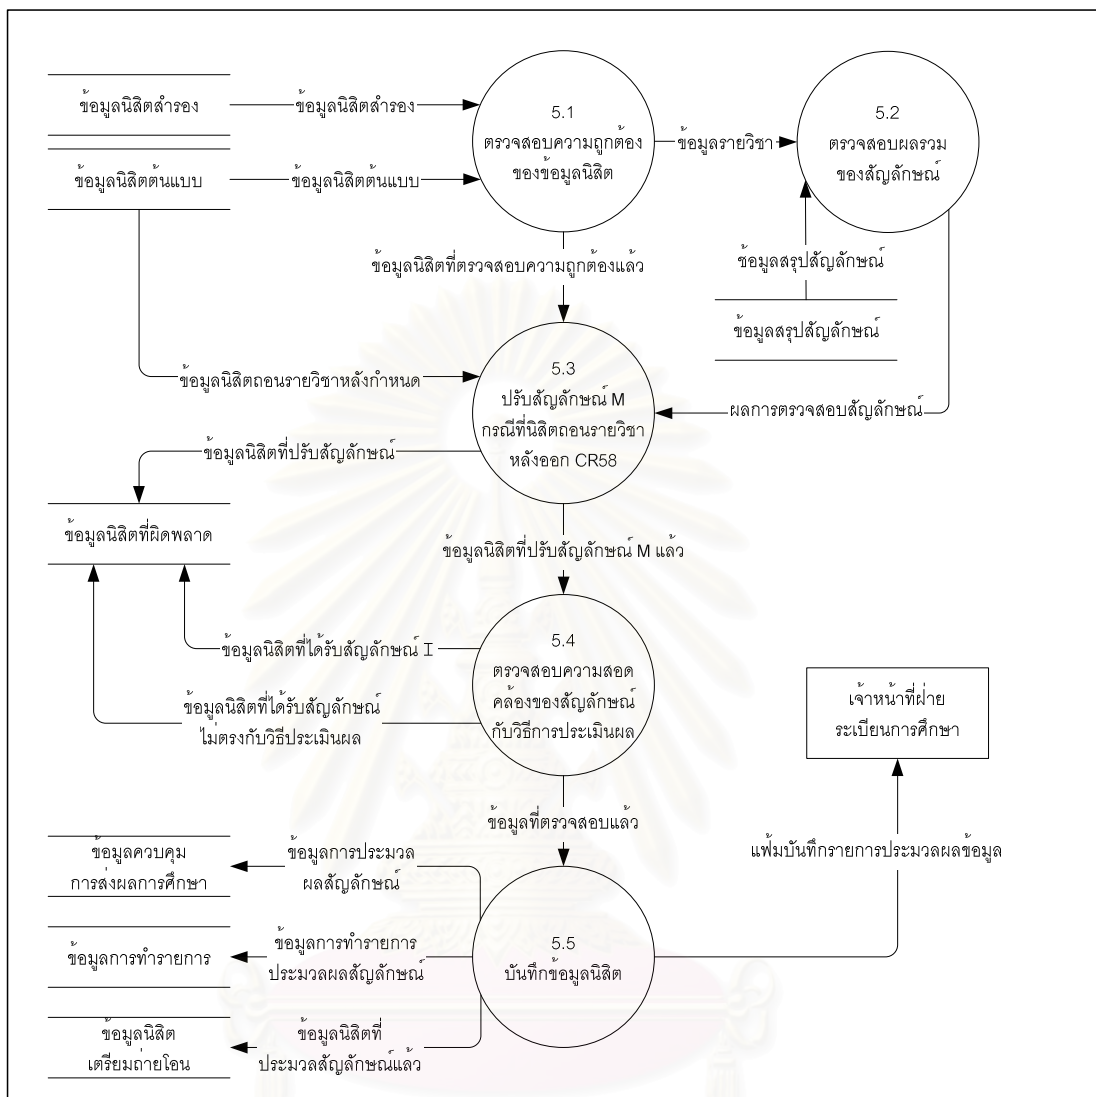 ข้อมูลนิสิตสำรอง
ข้อมูลนิสิตสำรอง
5.1
ตรวจสอบความถูกต้อง
ของข้อมูลนิสิต
ข้อมูลรายวิชา
5.2
ตรวจสอบผลรวม
ของสัญลักษณ์
ข้อมูลนิสิตต้นแบบ
ข้อมูลนิสิตต้นแบบ
ข้อมูลนิสิตที่ตรวจสอบความถูกต้องแล้ว
ข้อมูลสรุปสัญลักษณ์
ข้อมูลสรุปสัญลักษณ์
ข้อมูลนิสิตถอนรายวิชาหลังกำหนด
5.3
ปรับสัญลักษณ์ M
กรณีที่นิสิตถอนรายวิชา
หลังออก CR58
ผลการตรวจสอบสัญลักษณ์
ข้อมูลนิสิตที่ปรับสัญลักษณ์
ข้อมูลนิสิตที่ผิดพลาด
ข้อมูลนิสิตที่ปรับสัญลักษณ์ M แล้ว
ข้อมูลนิสิตที่ได้รับสัญลักษณ์ I
ข้อมูลนิสิตที่ได้รับสัญลักษณ์
ไม่ตรงกับวิธีประเมินผล
5.4
ตรวจสอบความสอด
คล้องของสัญลักษณ์
กับวิธีการประเมินผล
เจ้าหน้าที่ฝ่าย
ระเบียนการศึกษา
ข้อมูลที่ตรวจสอบแล้ว
แฟ้มบันทึกรายการประมวลผลข้อมูล
ข้อมูลควบคุม
การส่งผลการศึกษา
ข้อมูลการประมวล
ผลสัญลักษณ์
ข้อมูลการทำรายการ
ข้อมูลการทำรายการ
ประมวลผลสัญลักษณ์
5.5
บันทึกข้อมูลนิสิต
ข้อมูลนิสิต
เตรียมถ่ายโอน
ข้อมูลนิสิตที่
ประมวลสัญลักษณ์แล้ว